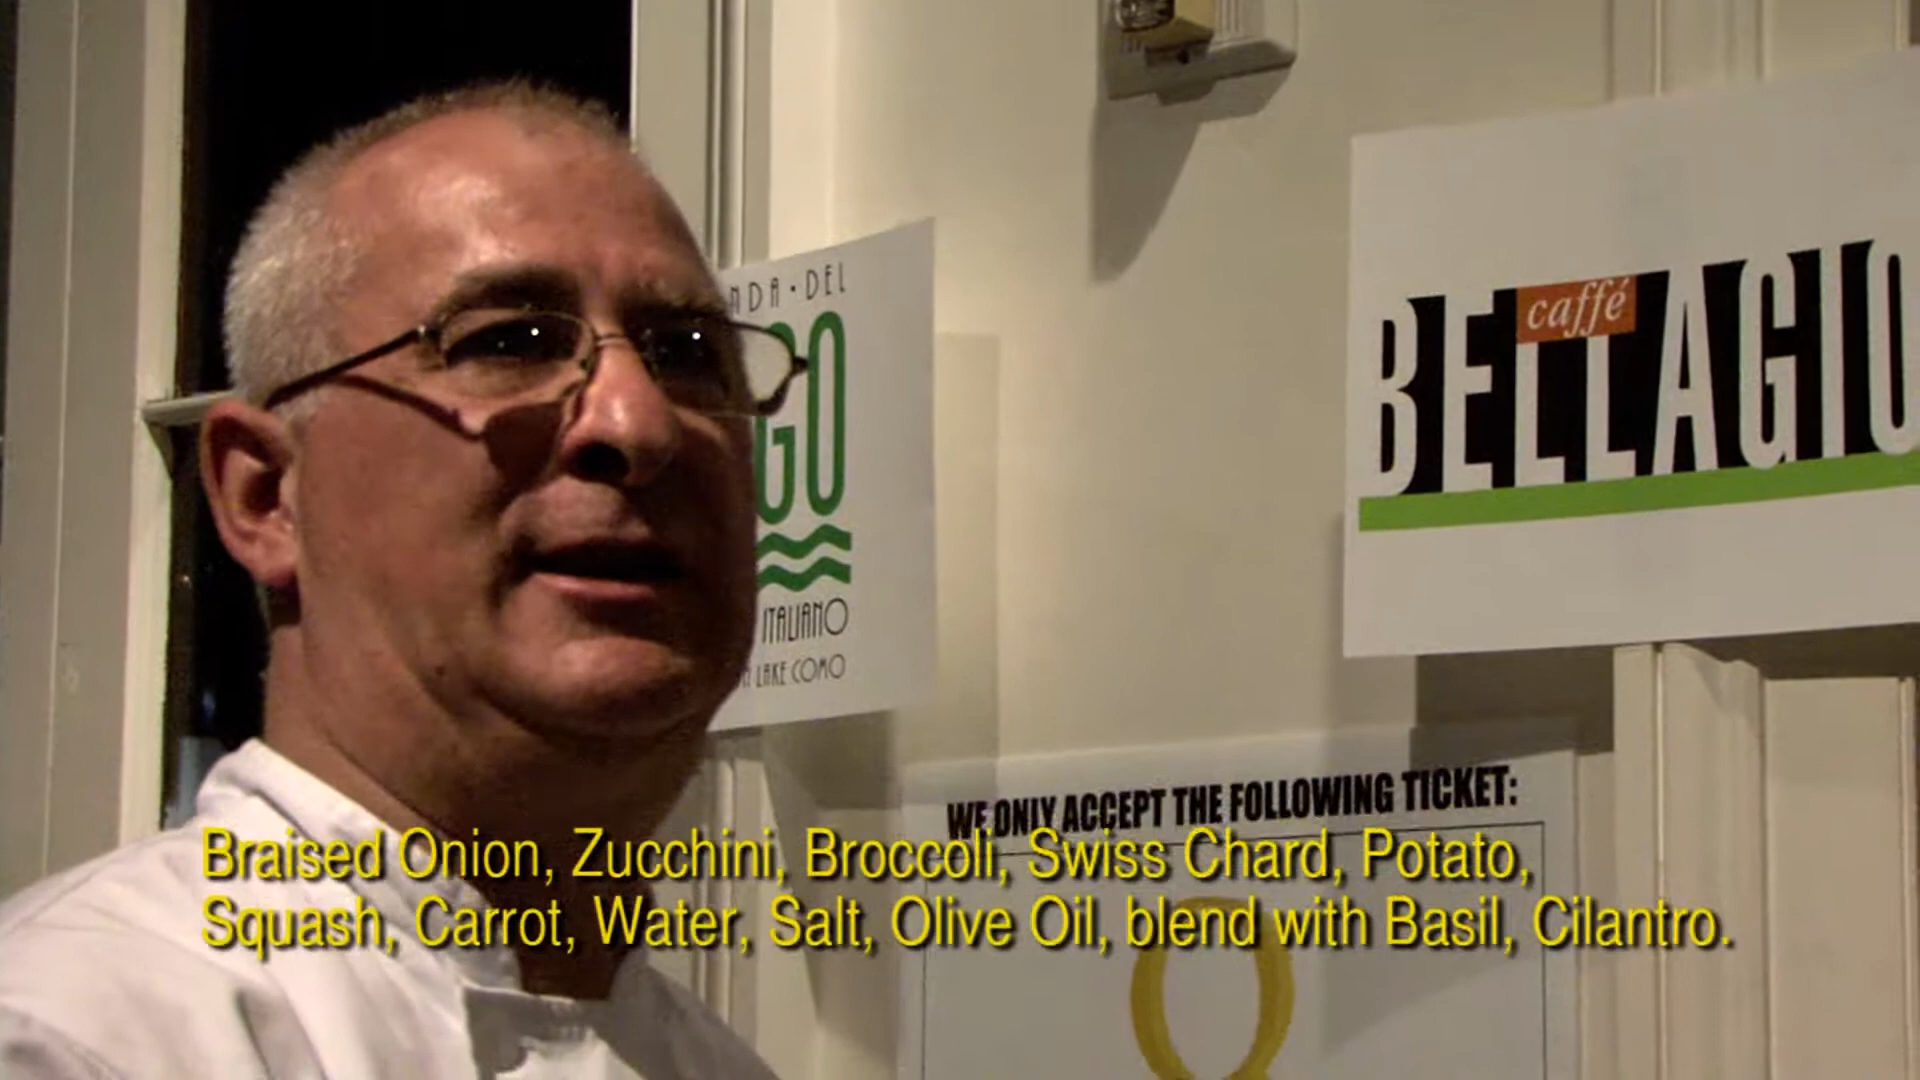 NDA · DEL
GO
ITALIANO
LAKE COMO
caffé
BELLAGIO
WE ONLY ACCEPT THE FOLLOWING TICKET:
Braised Onion, Zucchini, Broccoli, Swiss Chard, Potato,
Squash, Carrot, Water, Salt, Olive Oil, blend with Basil, Cilantro.